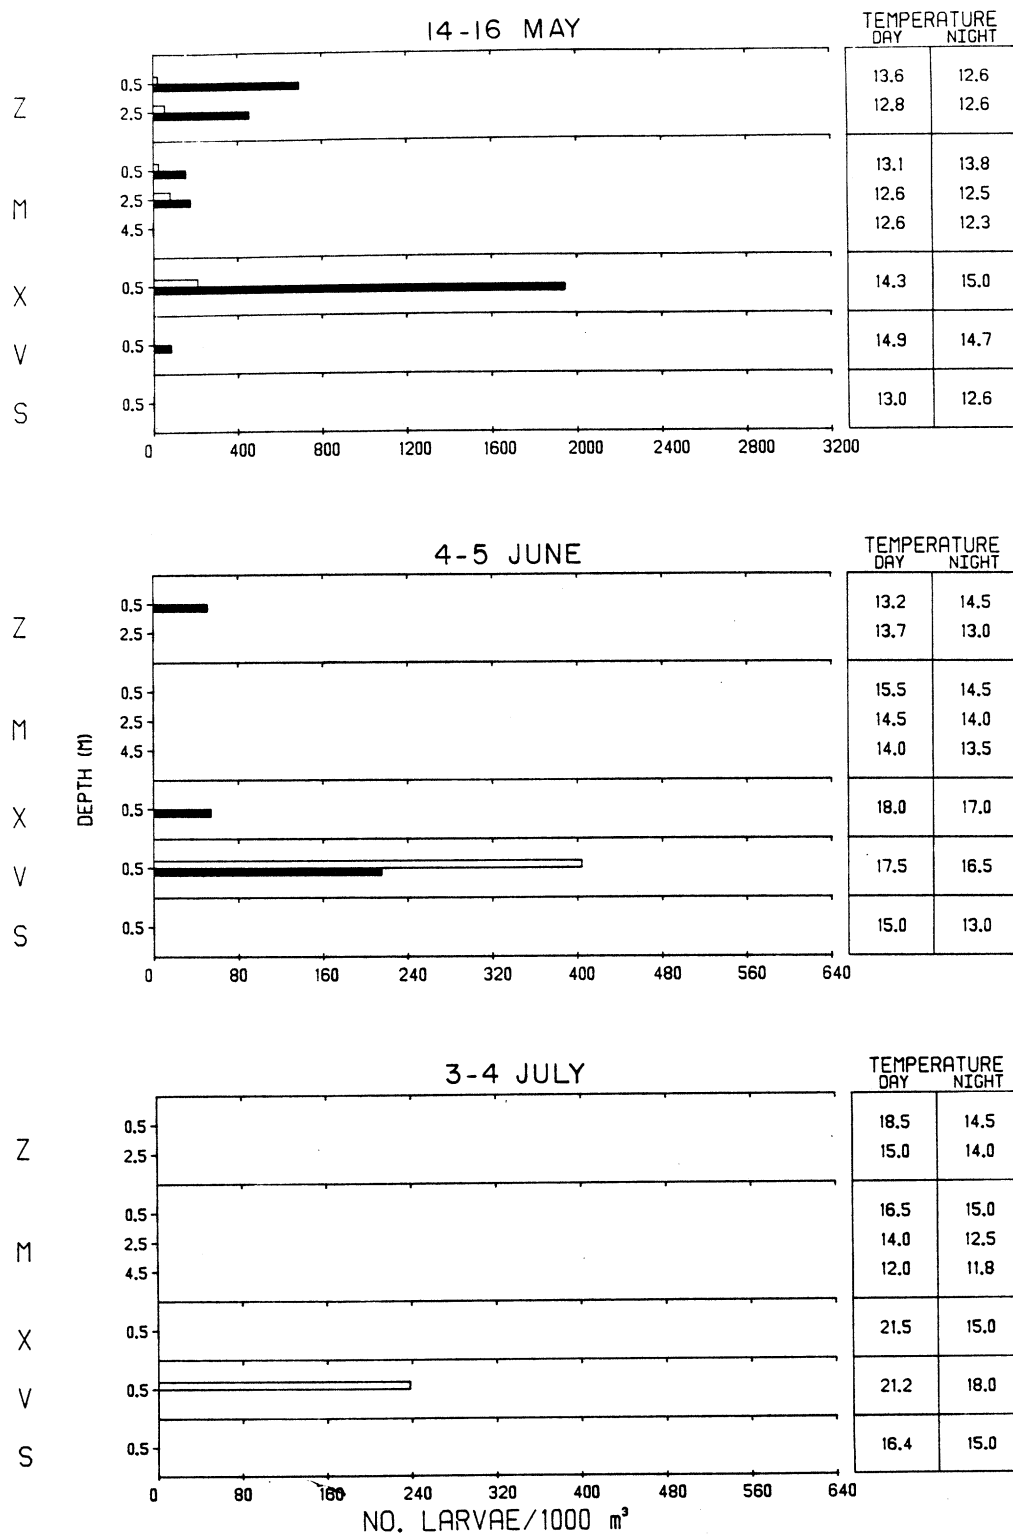 14-16 MAY
TEMPERATURE
DAY NIGHT
Z
0.5 13.6 12.6
2.5 12.8 12.6
M
0.5 13.1 13.8
2.5 12.6 12.5
4.5 12.6 12.3
X 0.5 14.3 15.0
V 0.5 14.9 14.7
S 0.5 13.0 12.6
0 400 800 1200 1600 2000 2400 2800 3200
4-5 JUNE
TEMPERATURE
DAY NIGHT
DEPTH (M)
Z
0.5 13.2 14.5
2.5 13.7 13.0
M
0.5 15.5 14.5
2.5 14.5 14.0
4.5 14.0 13.5
X 0.5 18.0 17.0
V 0.5 17.5 16.5
S 0.5 15.0 13.0
0 80 160 240 320 400 480 560 640
3-4 JULY
TEMPERATURE
DAY NIGHT
Z
0.5 18.5 14.5
2.5 15.0 14.0
M
0.5 16.5 15.0
2.5 14.0 12.5
4.5 12.0 11.8
X 0.5 21.5 15.0
V 0.5 21.2 18.0
S 0.5 16.4 15.0
0 80 160 240 320 400 480 560 640
NO. LARVAE/1000 m³